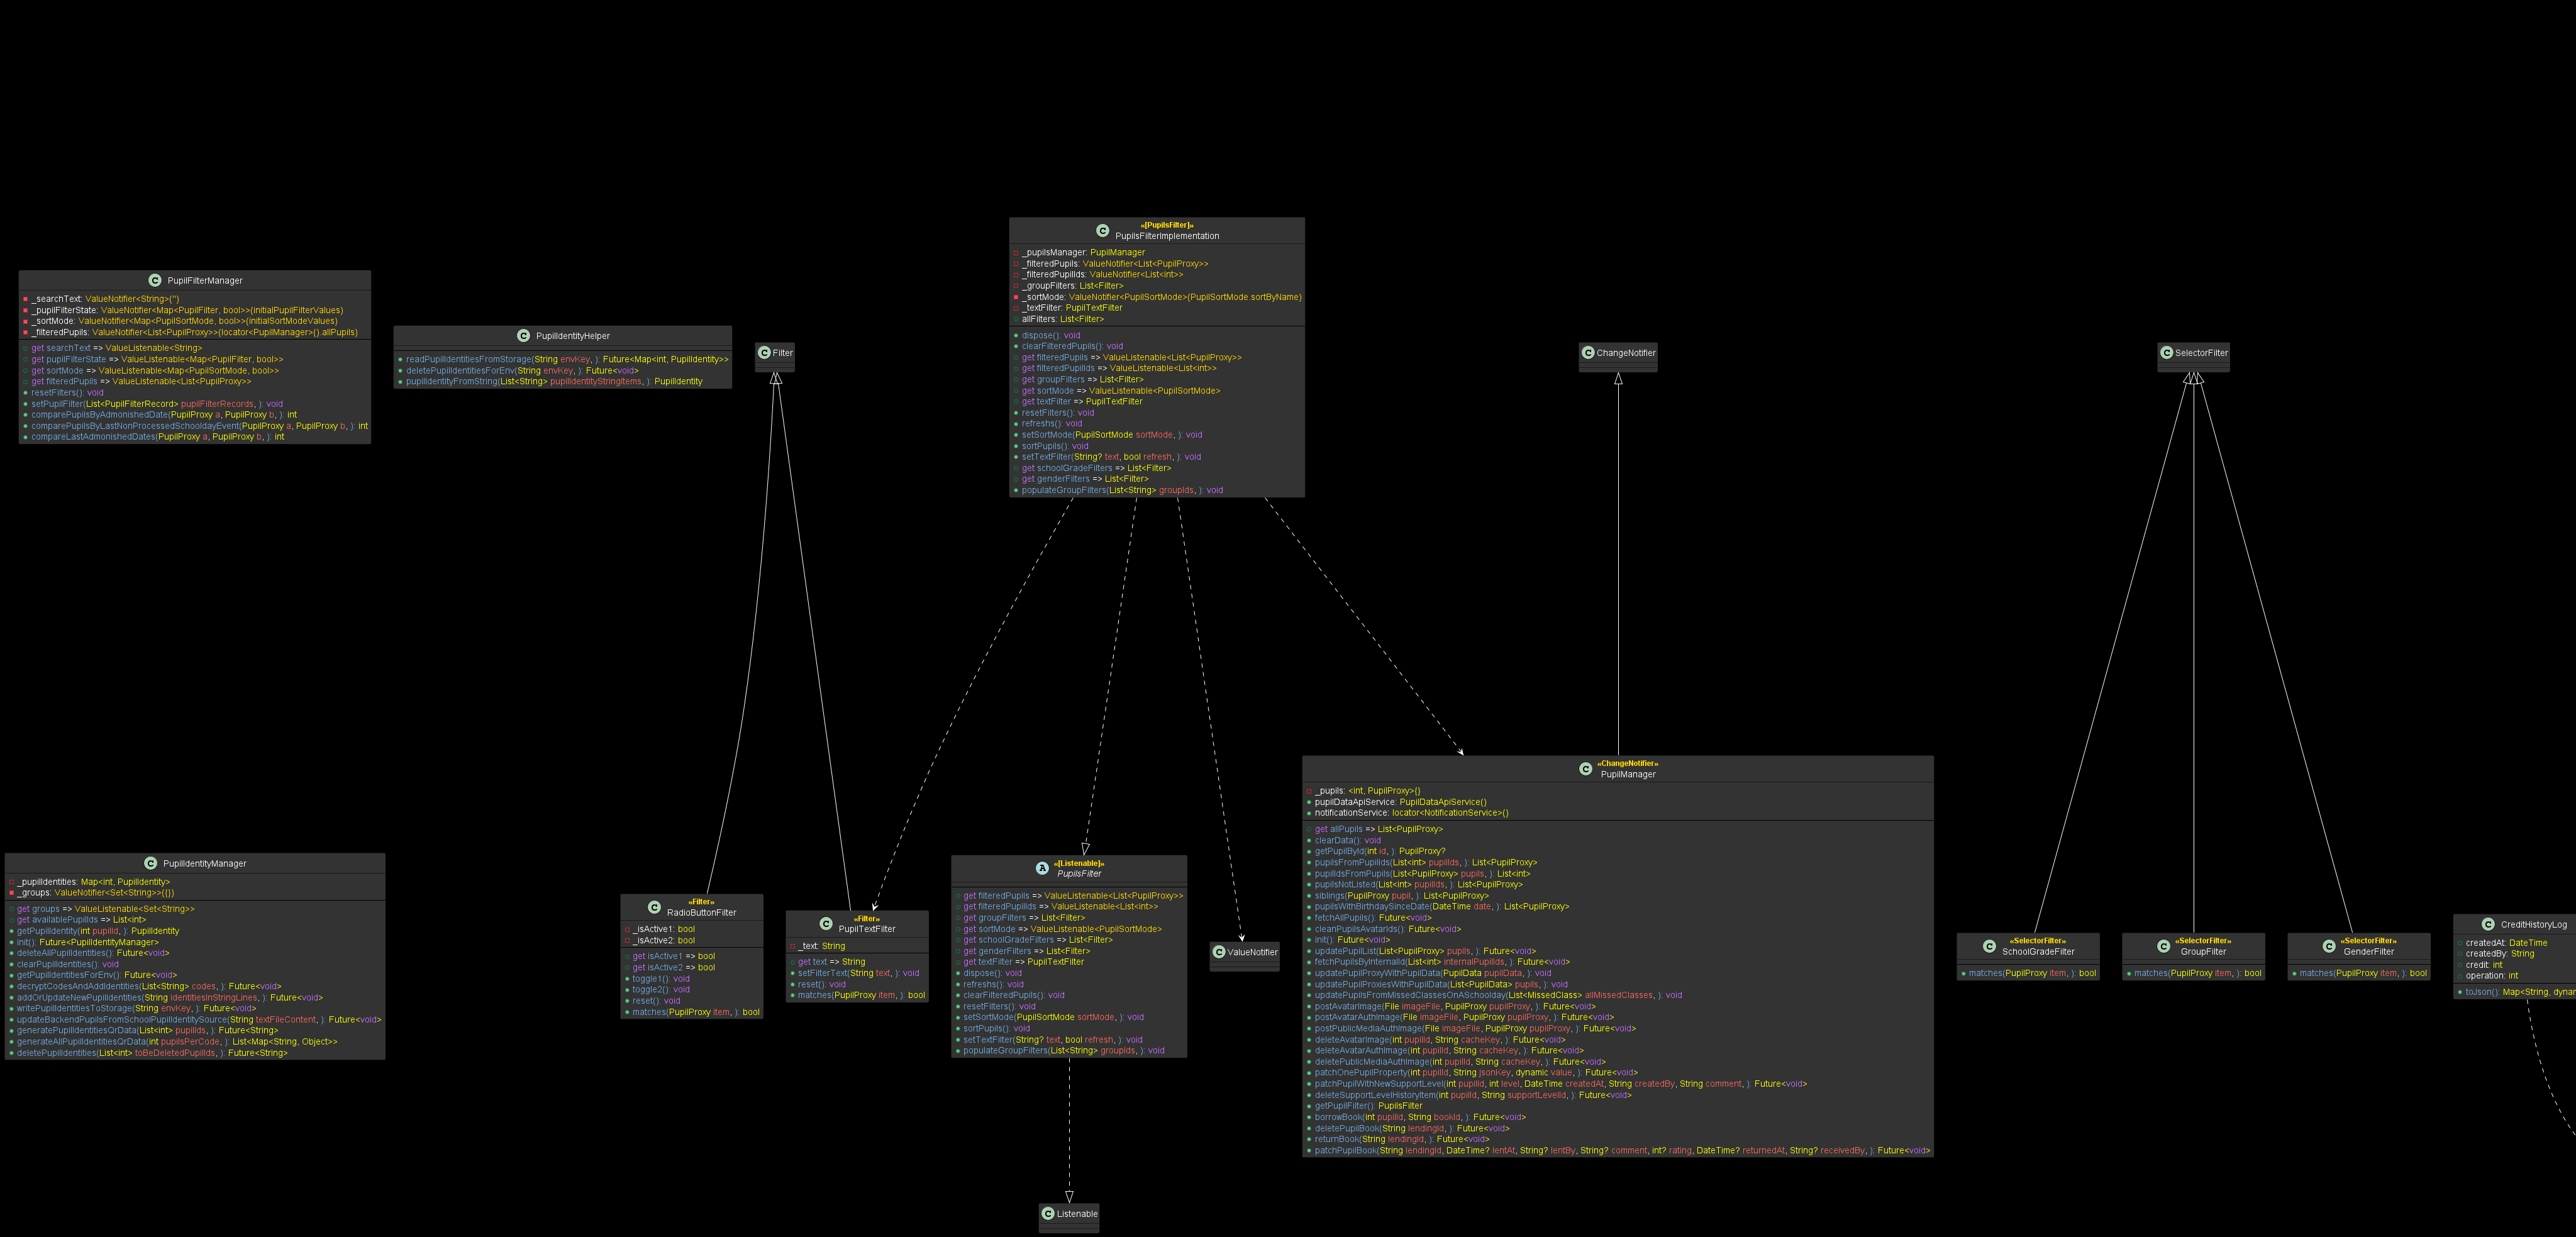 «[PupilsFilter]»
C PupilsFilterImplementation
_pupilsManager: PupilManager
_filteredPupils: ValueNotifier<List<PupilProxy>>
_filteredPupilIds: ValueNotifier<List<int>>
_groupFilters: List<Filter>
_sortMode: ValueNotifier<PupilSortMode>(PupilSortMode.sortByName)
_textFilter: PupilTextFilter
allFilters: List<Filter>
dispose(): void
clearFilteredPupils(): void
get filteredPupils => ValueListenable<List<PupilProxy>>
get filteredPupilIds => ValueListenable<List<int>>
get groupFilters => List<Filter>
get sortMode => ValueListenable<PupilSortMode>
get textFilter => PupilTextFilter
resetFilters(): void
refreshs(): void
setSortMode(PupilSortMode sortMode, ): void
sortPupils(): void
setTextFilter(String? text, bool refresh, ): void
get schoolGradeFilters => List<Filter>
get genderFilters => List<Filter>
populateGroupFilters(List<String> groupIds, ): void
C PupilFilterManager
_searchText: ValueNotifier<String>('')
_pupilFilterState: ValueNotifier<Map<PupilFilter, bool>>(initialPupilFilterValues)
_sortMode: ValueNotifier<Map<PupilSortMode, bool>>(initialSortModeValues)
_filteredPupils: ValueNotifier<List<PupilProxy>>(locator<PupilManager>().allPupils)
get searchText => ValueListenable<String>
get pupilFilterState => ValueListenable<Map<PupilFilter, bool>>
get sortMode => ValueListenable<Map<PupilSortMode, bool>>
get filteredPupils => ValueListenable<List<PupilProxy>>
resetFilters(): void
setPupilFilter(List<PupilFilterRecord> pupilFilterRecords, ): void
comparePupilsByAdmonishedDate(PupilProxy a, PupilProxy b, ): int
comparePupilsByLastNonProcessedSchooldayEvent(PupilProxy a, PupilProxy b, ): int
compareLastAdmonishedDates(PupilProxy a, PupilProxy b, ): int
C PupilIdentityHelper
readPupilIdentitiesFromStorage(String envKey, ): Future<Map<int, PupilIdentity>>
deletePupilIdentitiesForEnv(String envKey, ): Future<void>
pupilIdentityFromString(List<String> pupilIdentityStringItems, ): PupilIdentity
C Filter
C ChangeNotifier
C SelectorFilter
C PupilIdentityManager
_pupilIdentities: Map<int, PupilIdentity>
_groups: ValueNotifier<Set<String>>({})
get groups => ValueListenable<Set<String>>
get availablePupilIds => List<int>
getPupilIdentity(int pupilId, ): PupilIdentity
init(): Future<PupilIdentityManager>
deleteAllPupilIdentities(): Future<void>
clearPupilIdentities(): void
getPupilIdentitiesForEnv(): Future<void>
decryptCodesAndAddIdentities(List<String> codes, ): Future<void>
addOrUpdateNewPupilIdentities(String identitiesInStringLines, ): Future<void>
writePupilIdentitiesToStorage(String envKey, ): Future<void>
updateBackendPupilsFromSchoolPupilIdentitySource(String textFileContent, ): Future<void>
generatePupilIdentitiesQrData(List<int> pupilIds, ): Future<String>
generateAllPupilIdentitiesQrData(int pupilsPerCode, ): List<Map<String, Object>>
deletePupilIdentities(List<int> toBeDeletedPupilIds, ): Future<String>
«Filter»
C RadioButtonFilter
_isActive1: bool
_isActive2: bool
get isActive1 => bool
get isActive2 => bool
toggle1(): void
toggle2(): void
reset(): void
matches(PupilProxy item, ): bool
«Filter»
C PupilTextFilter
_text: String
get text => String
setFilterText(String text, ): void
reset(): void
matches(PupilProxy item, ): bool
«[Listenable]»
A PupilsFilter
get filteredPupils => ValueListenable<List<PupilProxy>>
get filteredPupilIds => ValueListenable<List<int>>
get groupFilters => List<Filter>
get sortMode => ValueListenable<PupilSortMode>
get schoolGradeFilters => List<Filter>
get genderFilters => List<Filter>
get textFilter => PupilTextFilter
dispose(): void
refreshs(): void
clearFilteredPupils(): void
resetFilters(): void
setSortMode(PupilSortMode sortMode, ): void
sortPupils(): void
setTextFilter(String? text, bool refresh, ): void
populateGroupFilters(List<String> groupIds, ): void
C ValueNotifier
«ChangeNotifier»
C PupilManager
_pupils: <int, PupilProxy>{}
pupilDataApiService: PupilDataApiService()
notificationService: locator<NotificationService>()
get allPupils => List<PupilProxy>
clearData(): void
getPupilById(int id, ): PupilProxy?
pupilsFromPupilIds(List<int> pupilIds, ): List<PupilProxy>
pupilIdsFromPupils(List<PupilProxy> pupils, ): List<int>
pupilsNotListed(List<int> pupilIds, ): List<PupilProxy>
siblings(PupilProxy pupil, ): List<PupilProxy>
pupilsWithBirthdaySinceDate(DateTime date, ): List<PupilProxy>
fetchAllPupils(): Future<void>
cleanPupilsAvatarIds(): Future<void>
init(): Future<void>
updatePupilList(List<PupilProxy> pupils, ): Future<void>
fetchPupilsByInternalId(List<int> internalPupilIds, ): Future<void>
updatePupilProxyWithPupilData(PupilData pupilData, ): void
updatePupilProxiesWithPupilData(List<PupilData> pupils, ): void
updatePupilsFromMissedClassesOnASchoolday(List<MissedClass> allMissedClasses, ): void
postAvatarImage(File imageFile, PupilProxy pupilProxy, ): Future<void>
postAvatarAuthImage(File imageFile, PupilProxy pupilProxy, ): Future<void>
postPublicMediaAuthImage(File imageFile, PupilProxy pupilProxy, ): Future<void>
deleteAvatarImage(int pupilId, String cacheKey, ): Future<void>
deleteAvatarAuthImage(int pupilId, String cacheKey, ): Future<void>
deletePublicMediaAuthImage(int pupilId, String cacheKey, ): Future<void>
patchOnePupilProperty(int pupilId, String jsonKey, dynamic value, ): Future<void>
patchPupilWithNewSupportLevel(int pupilId, int level, DateTime createdAt, String createdBy, String comment, ): Future<void>
deleteSupportLevelHistoryItem(int pupilId, String supportLevelId, ): Future<void>
getPupilFilter(): PupilsFilter
borrowBook(int pupilId, String bookId, ): Future<void>
deletePupilBook(String lendingId, ): Future<void>
returnBook(String lendingId, ): Future<void>
patchPupilBook(String lendingId, DateTime? lentAt, String? lentBy, String? comment, int? rating, DateTime? returnedAt, String? receivedBy, ): Future<void>
«SelectorFilter»
C SchoolGradeFilter
matches(PupilProxy item, ): bool
«SelectorFilter»
C GroupFilter
matches(PupilProxy item, ): bool
«SelectorFilter»
C GenderFilter
matches(PupilProxy item, ): bool
C CreditHistoryLog
createdAt: DateTime
createdBy: String
credit: int
operation: int
toJson(): Map<String, dynar
C Listenable